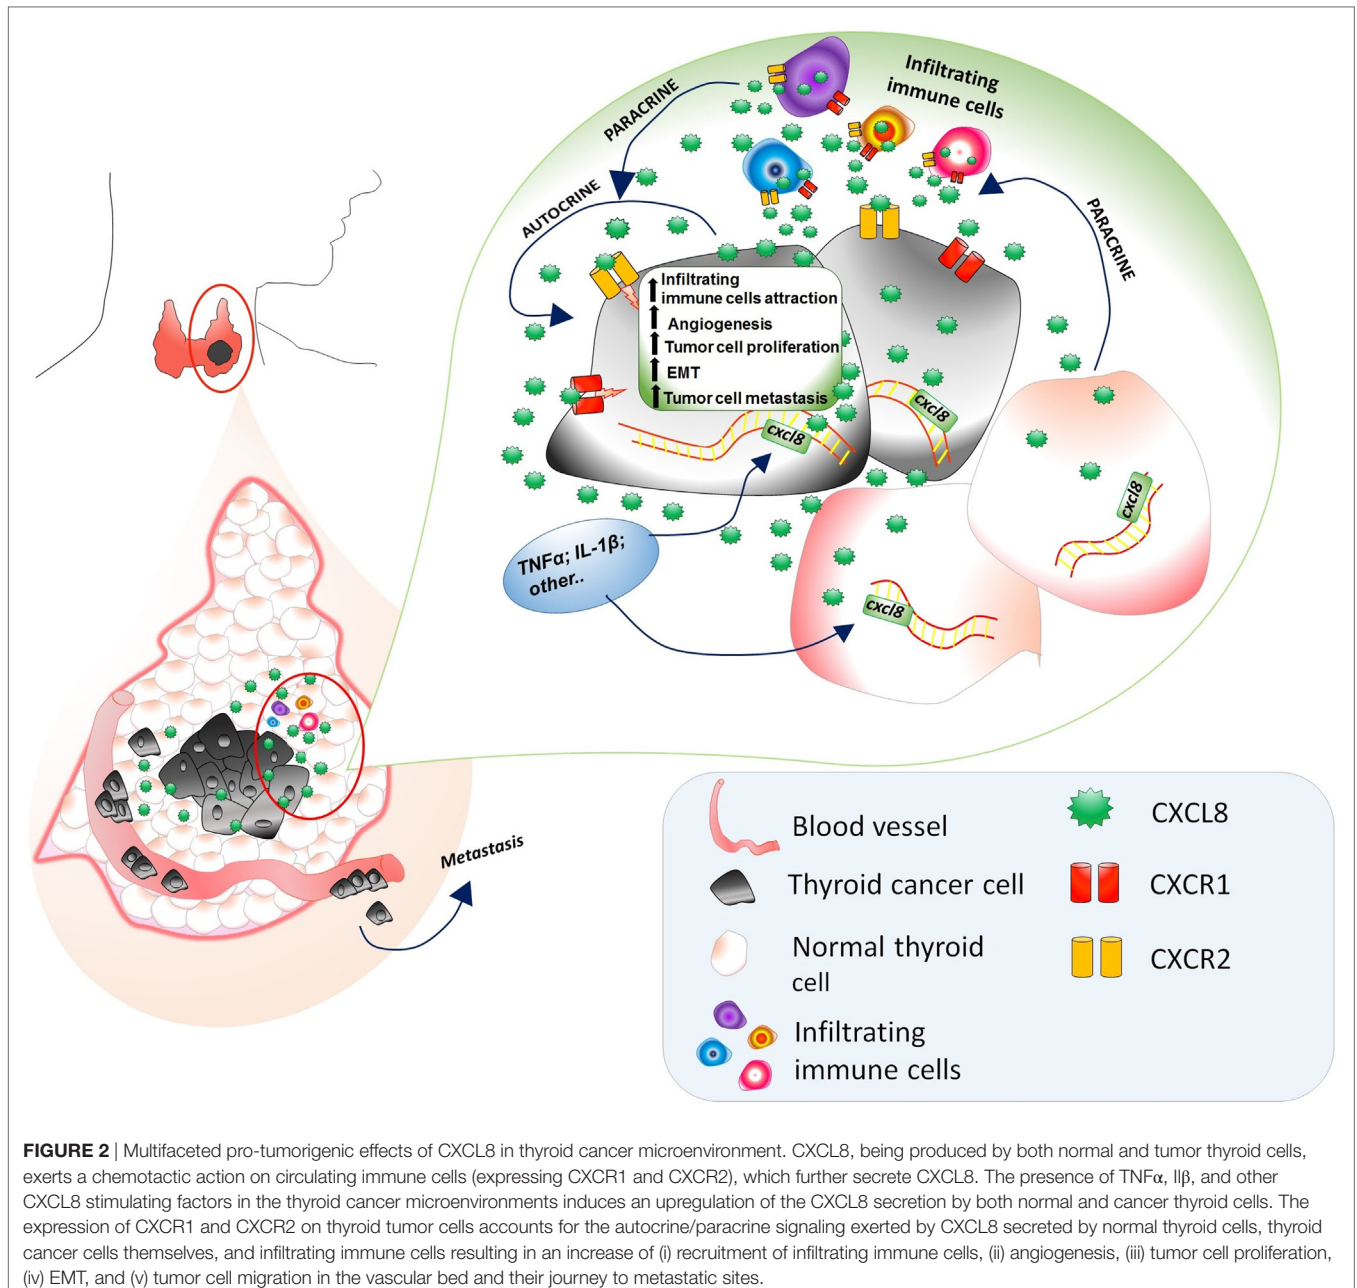 Infiltrating
immune cells
PARACRINE
AUTOCRINE
PARACRINE
Infiltrating
immune cells attraction
Angiogenesis
Tumor cell proliferation
EMT
Tumor cell metastasis
cxcl8
cxcl8
cxcl8
cxcl8
TNFα; IL-1β;
other..
Metastasis
Blood vessel
Thyroid cancer cell
Normal thyroid
cell
Infiltrating
immune cells
CXCL8
CXCR1
CXCR2
FIGURE 2 | Multifaceted pro-tumorigenic effects of CXCL8 in thyroid cancer microenvironment. CXCL8, being produced by both normal and tumor thyroid cells,
exerts a chemotactic action on circulating immune cells (expressing CXCR1 and CXCR2), which further secrete CXCL8. The presence of TNFα, Ilβ, and other
CXCL8 stimulating factors in the thyroid cancer microenvironments induces an upregulation of the CXCL8 secretion by both normal and cancer thyroid cells. The
expression of CXCR1 and CXCR2 on thyroid tumor cells accounts for the autocrine/paracrine signaling exerted by CXCL8 secreted by normal thyroid cells, thyroid
cancer cells themselves, and infiltrating immune cells resulting in an increase of (i) recruitment of infiltrating immune cells, (ii) angiogenesis, (iii) tumor cell proliferation,
(iv) EMT, and (v) tumor cell migration in the vascular bed and their journey to metastatic sites.